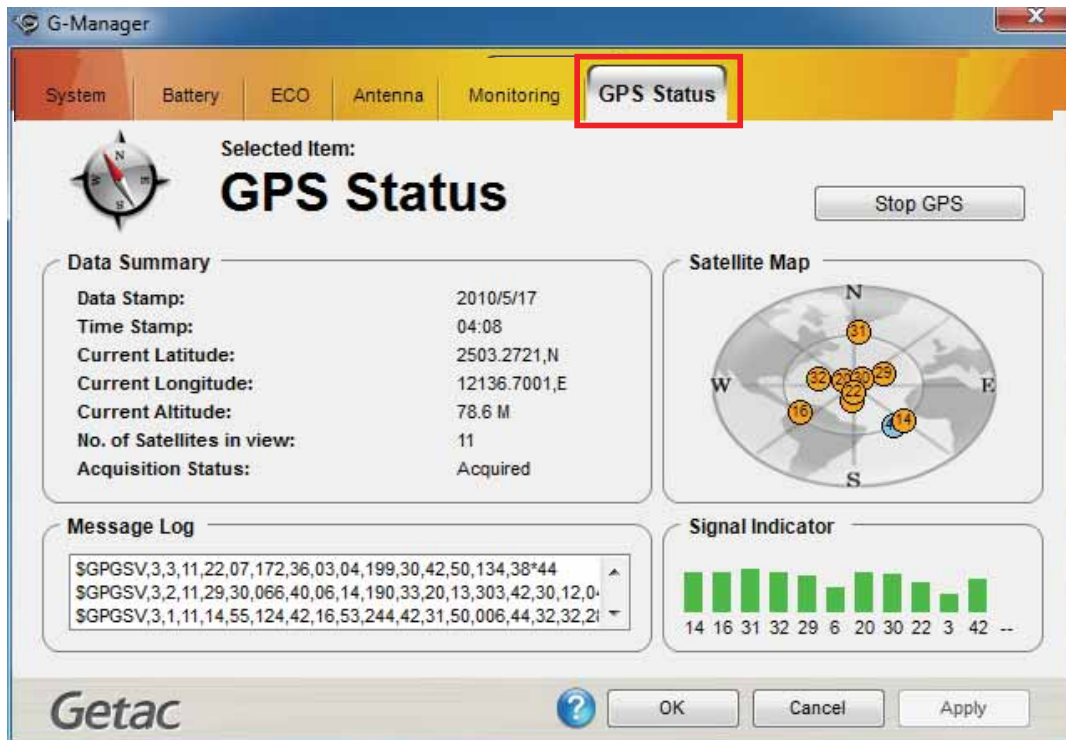 G-Manager
System Battery ECO Antenna Monitoring GPS Status
Selected Item:
GPS Status
Stop GPS
Data Summary
Data Stamp: 2010/5/17
Time Stamp: 04:08
Current Latitude: 2503.2721,N
Current Longitude: 12136.7001,E
Current Altitude: 78.6 M
No. of Satellites in view: 11
Acquisition Status: Acquired
Satellite Map
N
31
32 20 30 29
22
W E
16 14
S
Message Log
$GPGSV,3,3,11,22,07,172,36,03,04,199,30,42,50,134,38*44
$GPGSV,3,2,11,29,30,066,40,06,14,190,33,20,13,303,42,30,12,04
$GPGSV,3,1,11,14,55,124,42,16,53,244,42,31,50,006,44,32,32,28
Signal Indicator
14 16 31 32 29 6 20 30 22 3 42 --
Getac
? OK Cancel Apply